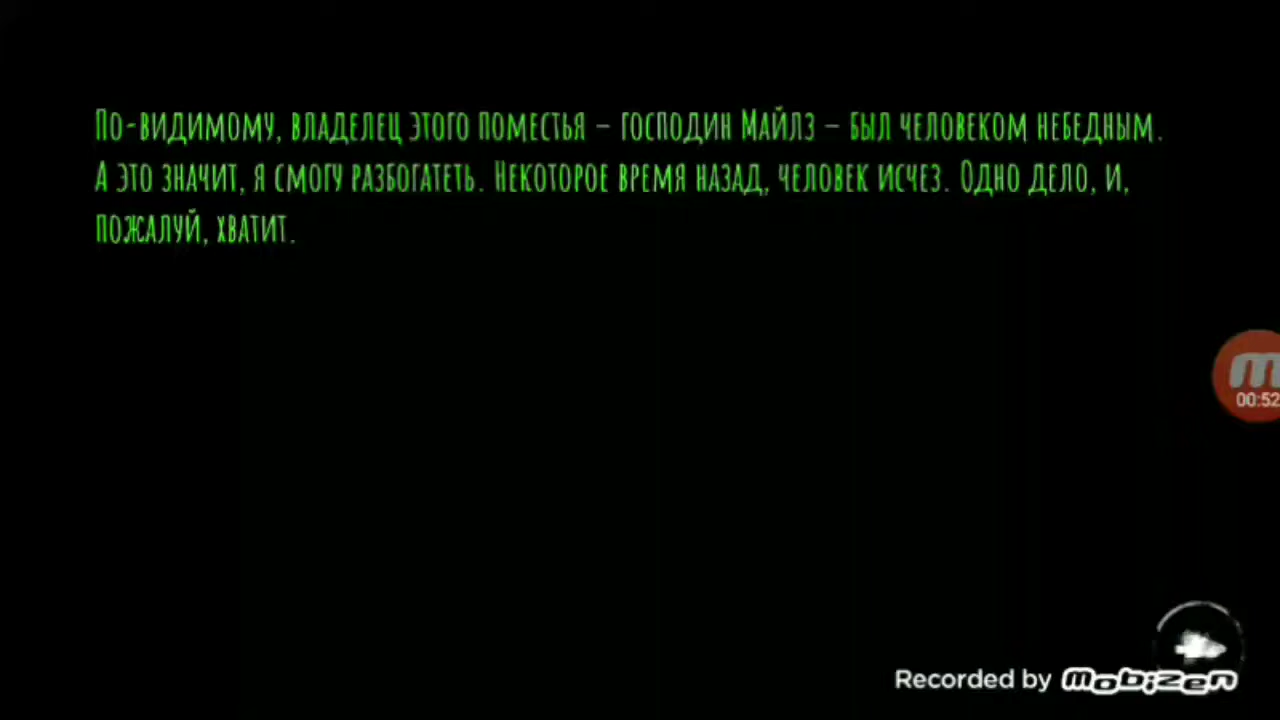 По-видимому, владелец этого поместья – господин Майлз – был человеком небедным.
А это значит, я смогу разбогатеть. Некоторое время назад, человек исчез. Одно дело, и,
пожалуй, хватит.
m
00:52
Recorded by mobizen